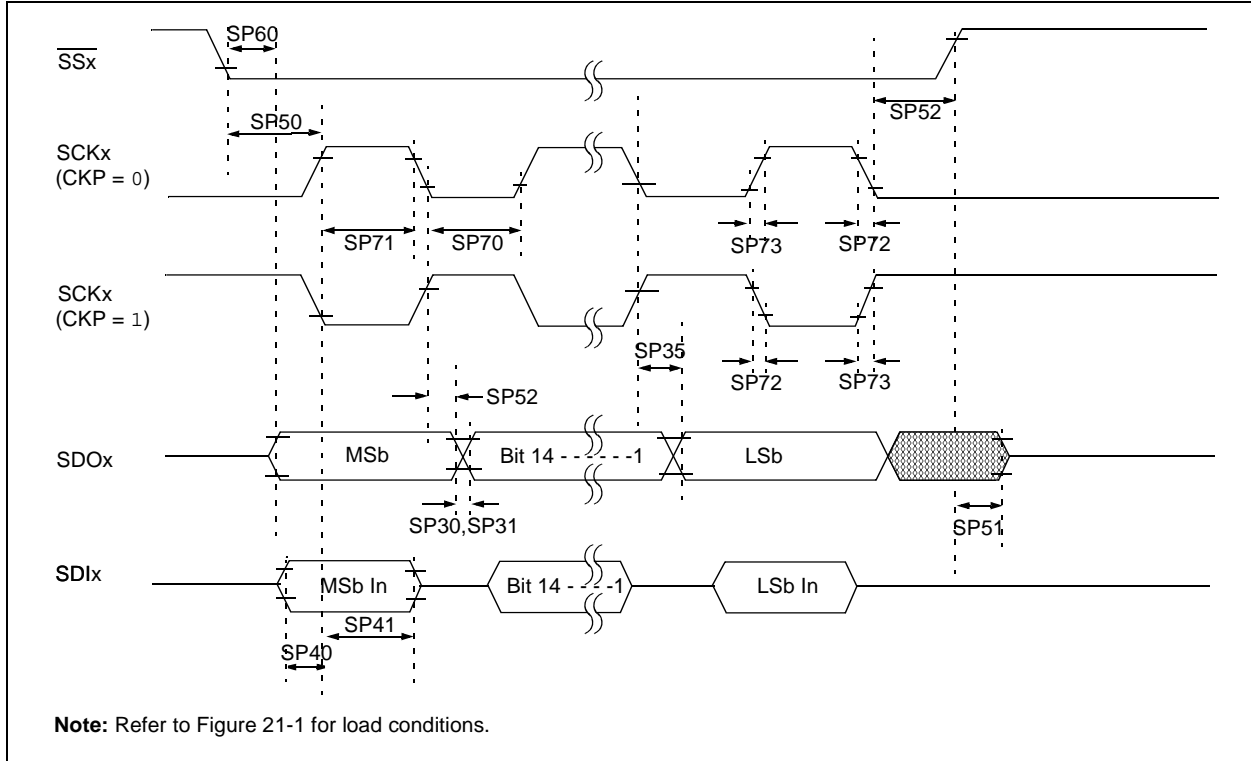 SP60
SSx
SP50
SP52
SCKx
(CKP = 0)
SP71
SP70
SP73
SP72
SCKx
(CKP = 1)
SP35
SP72
SP73
SP52
SDOx
MSb
Bit 14 - - - - - -1
LSb
SP30,SP31
SP51
SDIx
MSb In
Bit 14 - - - -1
LSb In
SP41
SP40
Note: Refer to Figure 21-1 for load conditions.